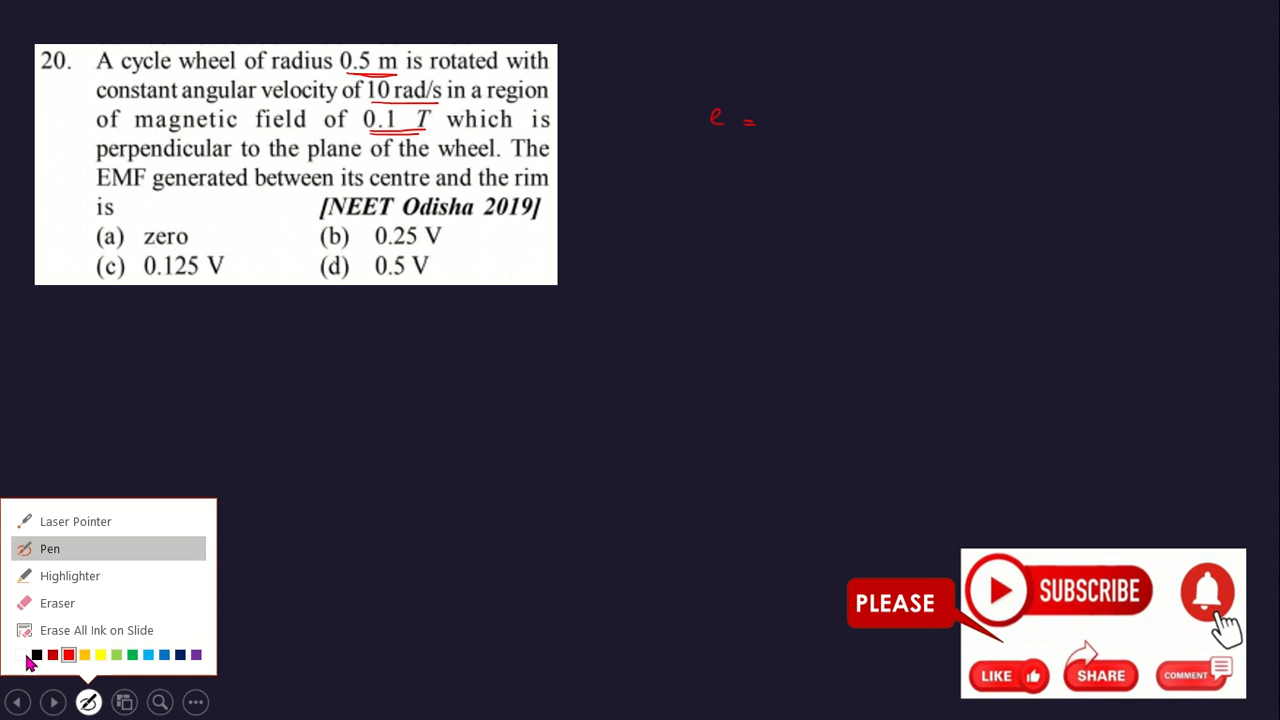 20. A cycle wheel of radius 0.5 m is rotated with
constant angular velocity of 10 rad/s in a region
of magnetic field of 0.1 T which is
perpendicular to the plane of the wheel. The
EMF generated between its centre and the rim
is [NEET Odisha 2019]
(a) zero (b) 0.25 V
(c) 0.125 V (d) 0.5 V
e =
Laser Pointer
Pen
Highlighter
Eraser
Erase All Ink on Slide
PLEASE
SUBSCRIBE
LIKE
SHARE
COMMENT